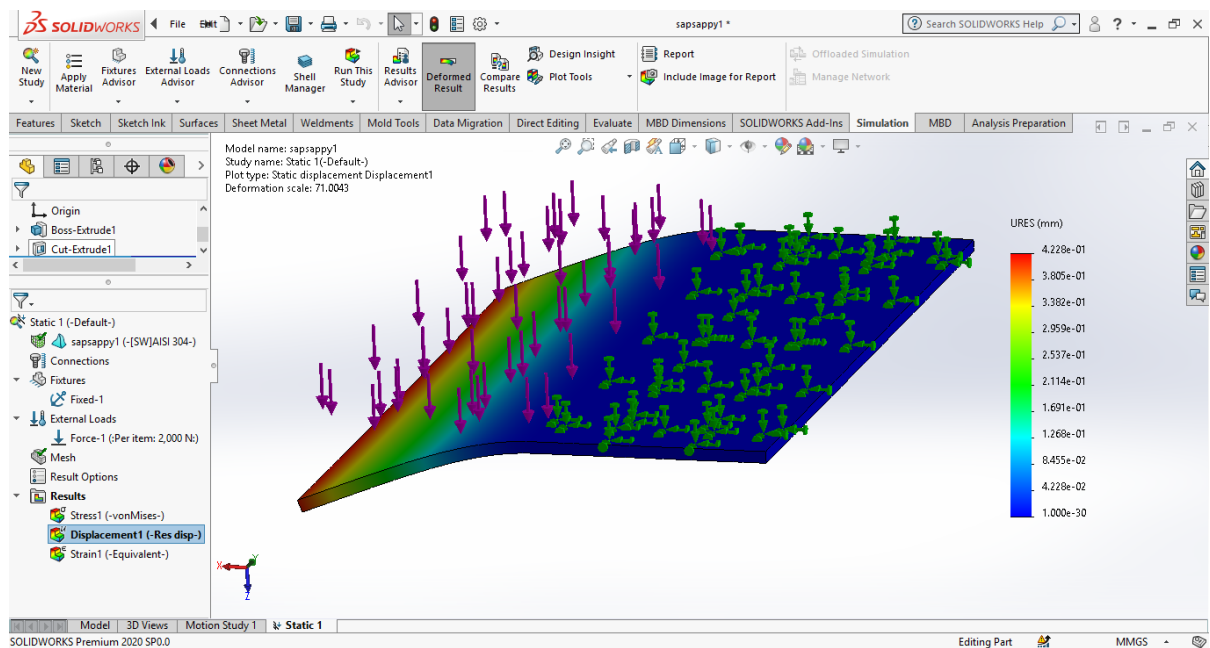 SOLIDWORKS File sapsappy1 * Search SOLIDWORKS Help ?
New Study Apply Material Fixtures Advisor External Loads Advisor Connections Advisor Shell Manager Run This Study Results Advisor Deformed Result Compare Results Design Insight Plot Tools Report Include Image for Report Offloaded Simulation Manage Network
Features Sketch Sketch Ink Surfaces Sheet Metal Weldments Mold Tools Data Migration Direct Editing Evaluate MBD Dimensions SOLIDWORKS Add-Ins Simulation MBD Analysis Preparation
Model name: sapsappy1
Study name: Static 1(-Default-)
Plot type: Static displacement Displacement1
Deformation scale: 71.0043
Origin
Boss-Extrude1
Cut-Extrude1
Static 1 (-Default-)
sapsappy1 (-[SW]AISI 304-)
Connections
Fixtures
Fixed-1
External Loads
Force-1 (:Per item: 2,000 N:)
Mesh
Result Options
Results
Stress1 (-vonMises-)
Displacement1 (-Res disp-)
Strain1 (-Equivalent-)
URES (mm)
4.228e-01
3.805e-01
3.382e-01
2.959e-01
2.537e-01
2.114e-01
1.691e-01
1.268e-01
8.455e-02
4.228e-02
1.000e-30
X Y Z
Model 3D Views Motion Study 1 Static 1
SOLIDWORKS Premium 2020 SP0.0 Editing Part MMGS